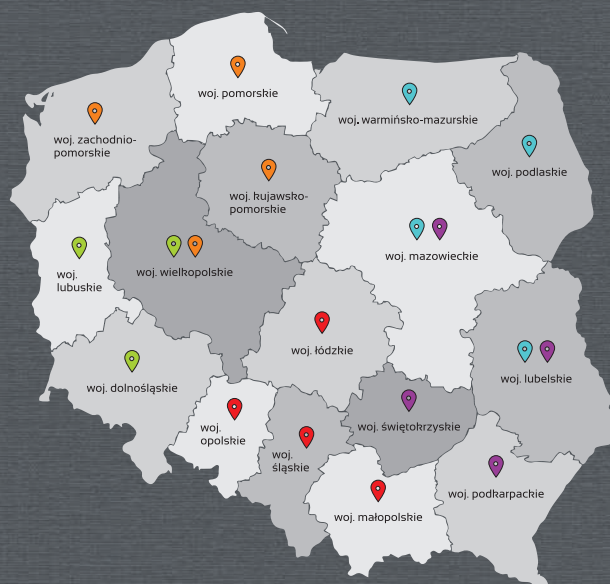 woj. pomorskie
woj. zachodnio-
pomorskie
woj. warmińsko-mazurskie
woj. podlaskie
woj. kujawsko-
pomorskie
woj. mazowieckie
woj. wielkopolskie
woj.
lubuskie
woj. łódzkie
woj. lubelskie
woj. dolnośląskie
woj. świętokrzyskie
woj.
opolskie
woj.
śląskie
woj. podkarpackie
woj. małopolskie